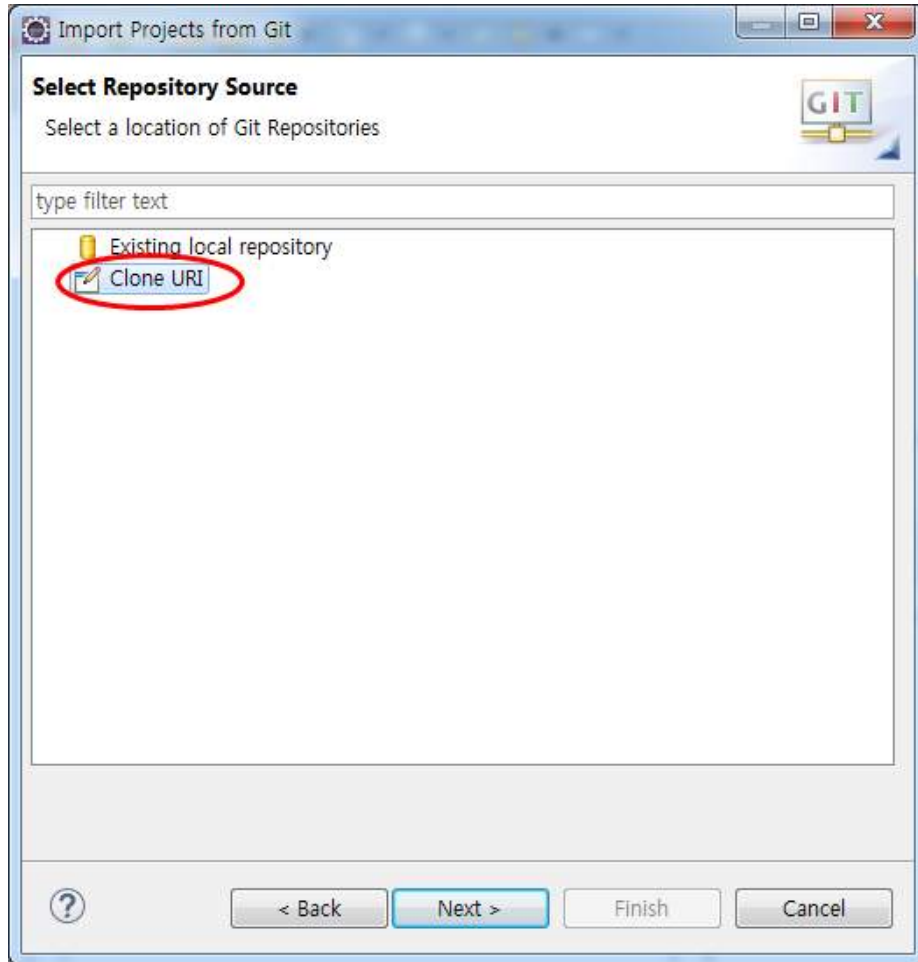 Import Projects from Git
Select Repository Source
Select a location of Git Repositories
GIT
type filter text
Existing local repository
Clone URI
?
< Back
Next >
Finish
Cancel